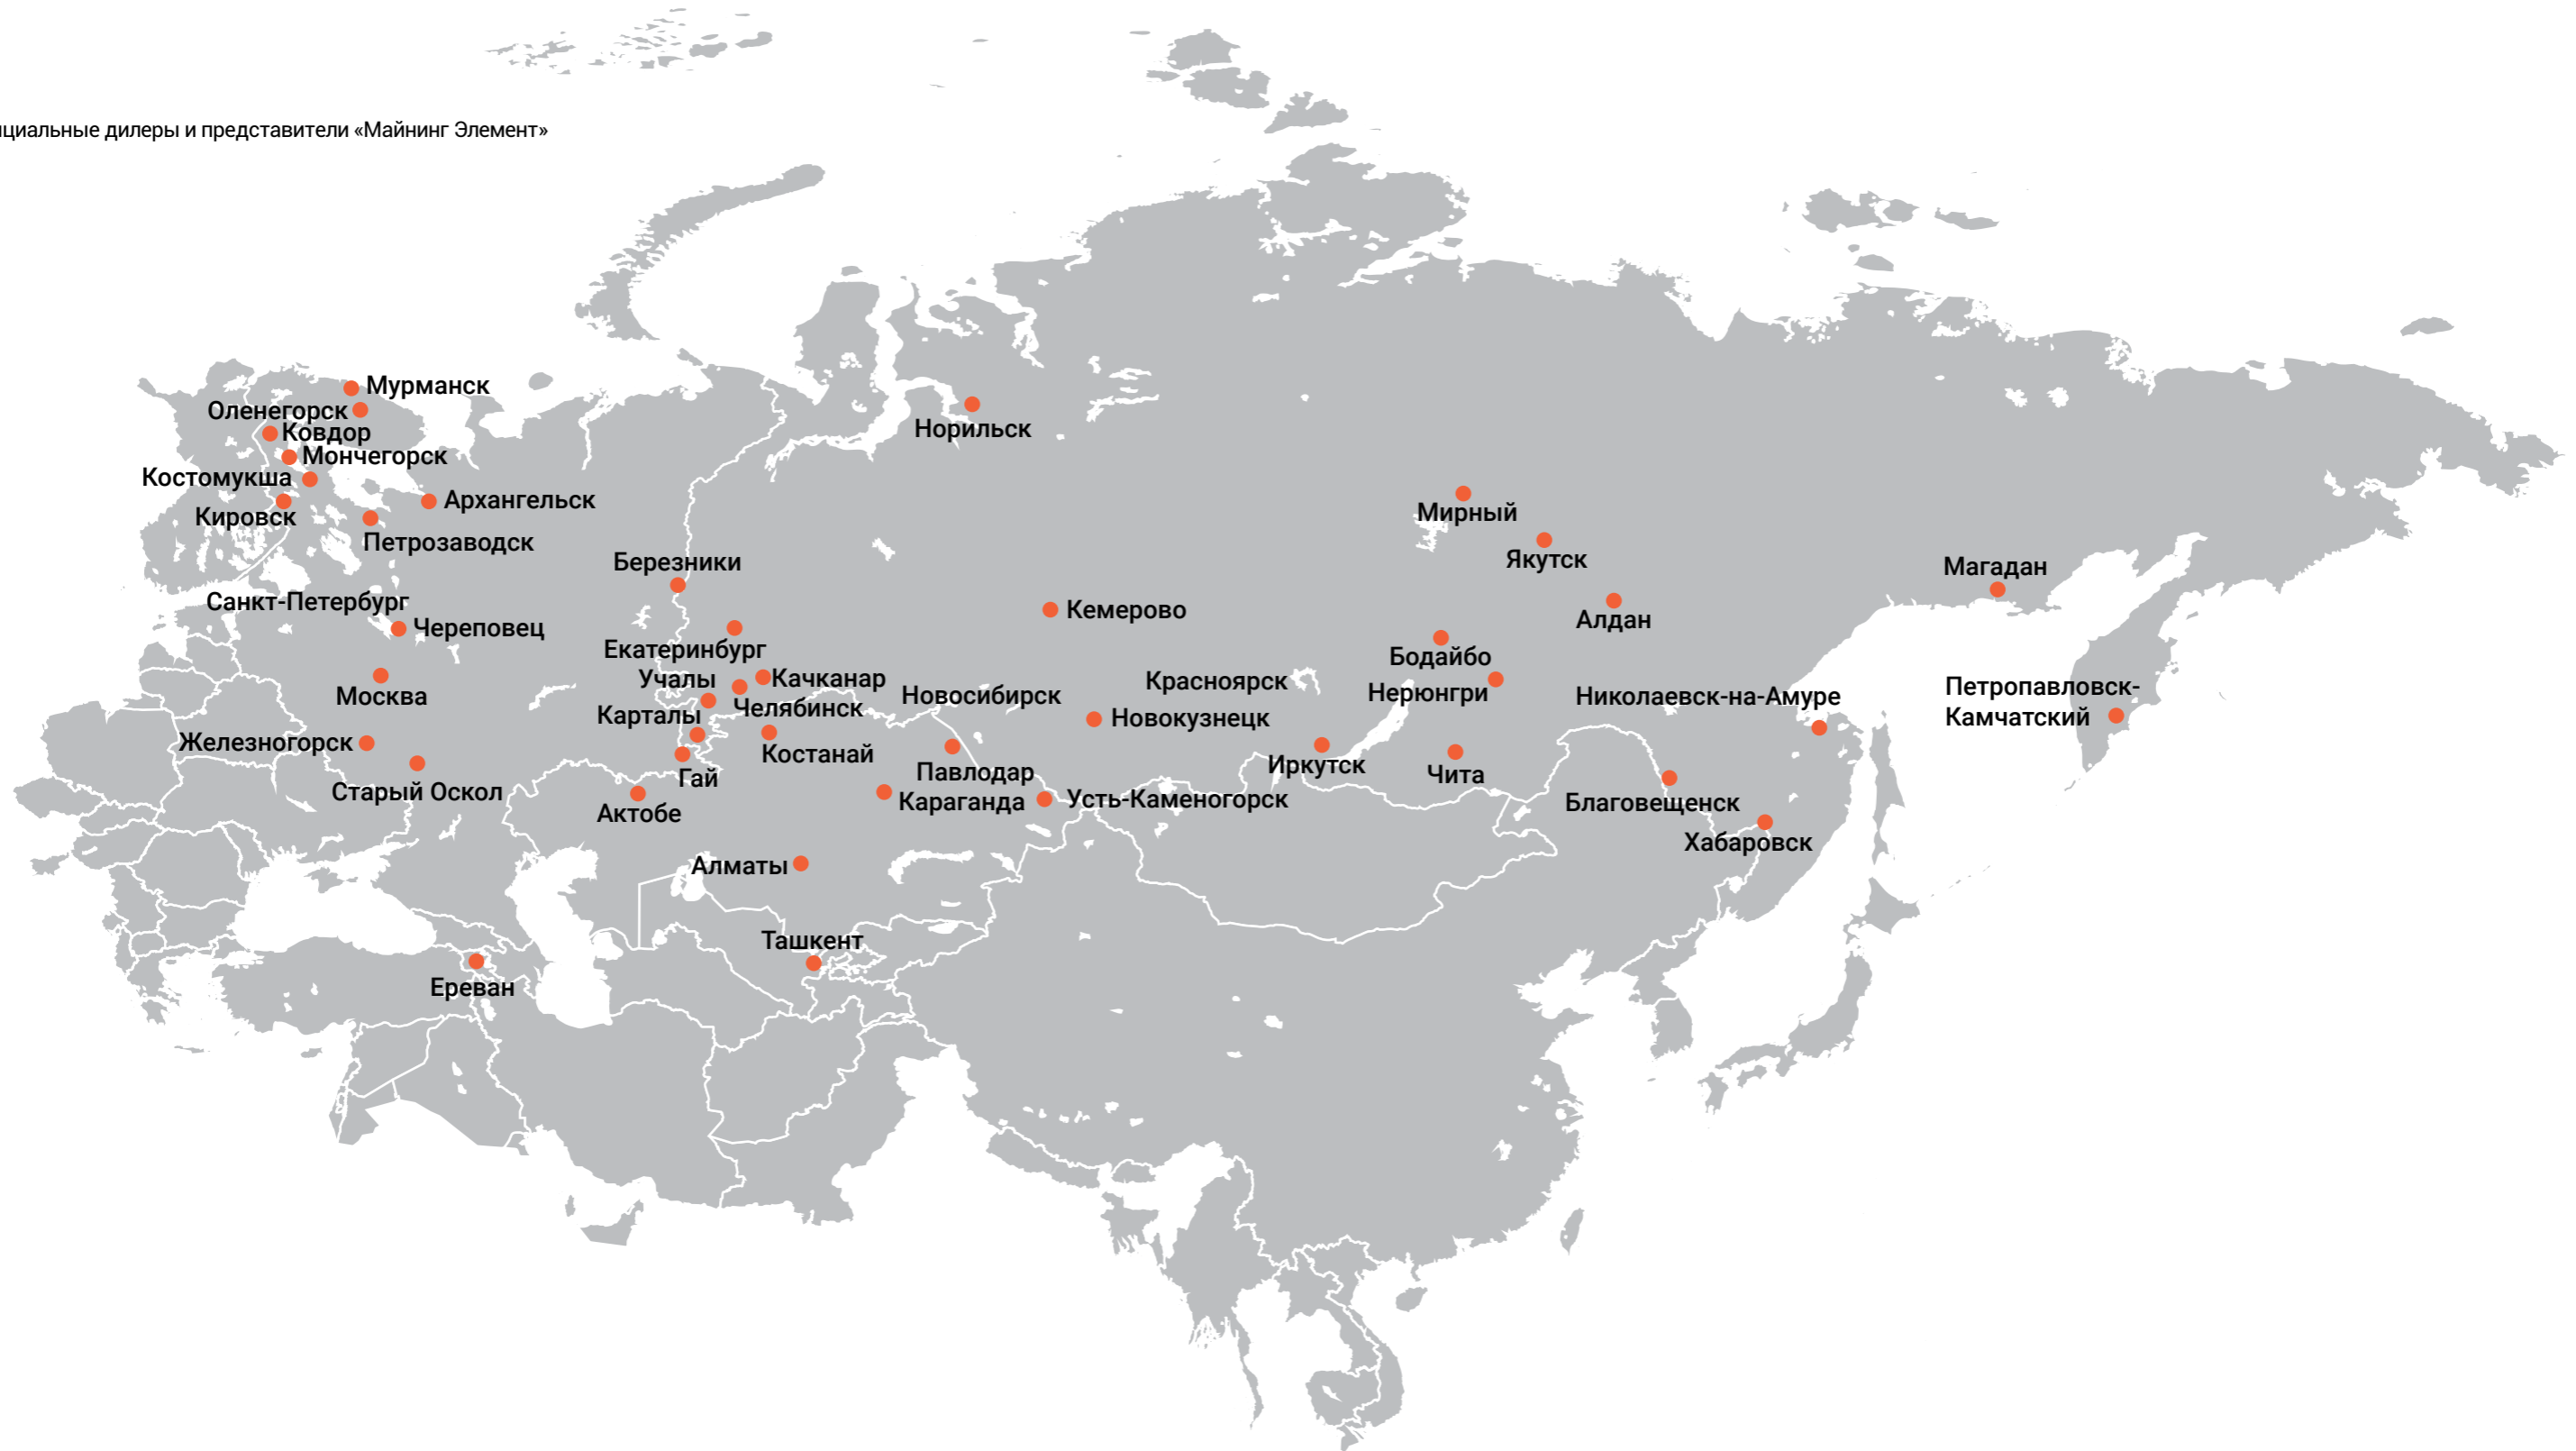 циальные дилеры и представители «Майнинг Элемент»
Мурманск
Оленегорск
Норильск
Ковдор
Мончегорск
Костомукша
Архангельск
Мирный
Кировск
Петрозаводск
Якутск
Березники
Магадан
Санкт-Петербург
Кемерово
Алдан
Череповец
Екатеринбург
Бодайбо
Учалы
Качканар
Красноярск
Петропавловск-
Камчатский
Москва
Новосибирск
Нерюнгри
Николаевск-на-Амуре
Карталы
Челябинск
Новокузнецк
Железногорск
Костанай
Иркутск
Гай
Павлодар
Чита
Старый Оскол
Караганда
Усть-Каменогорск
Благовещенск
Актобе
Хабаровск
Алматы
Ташкент
Ереван